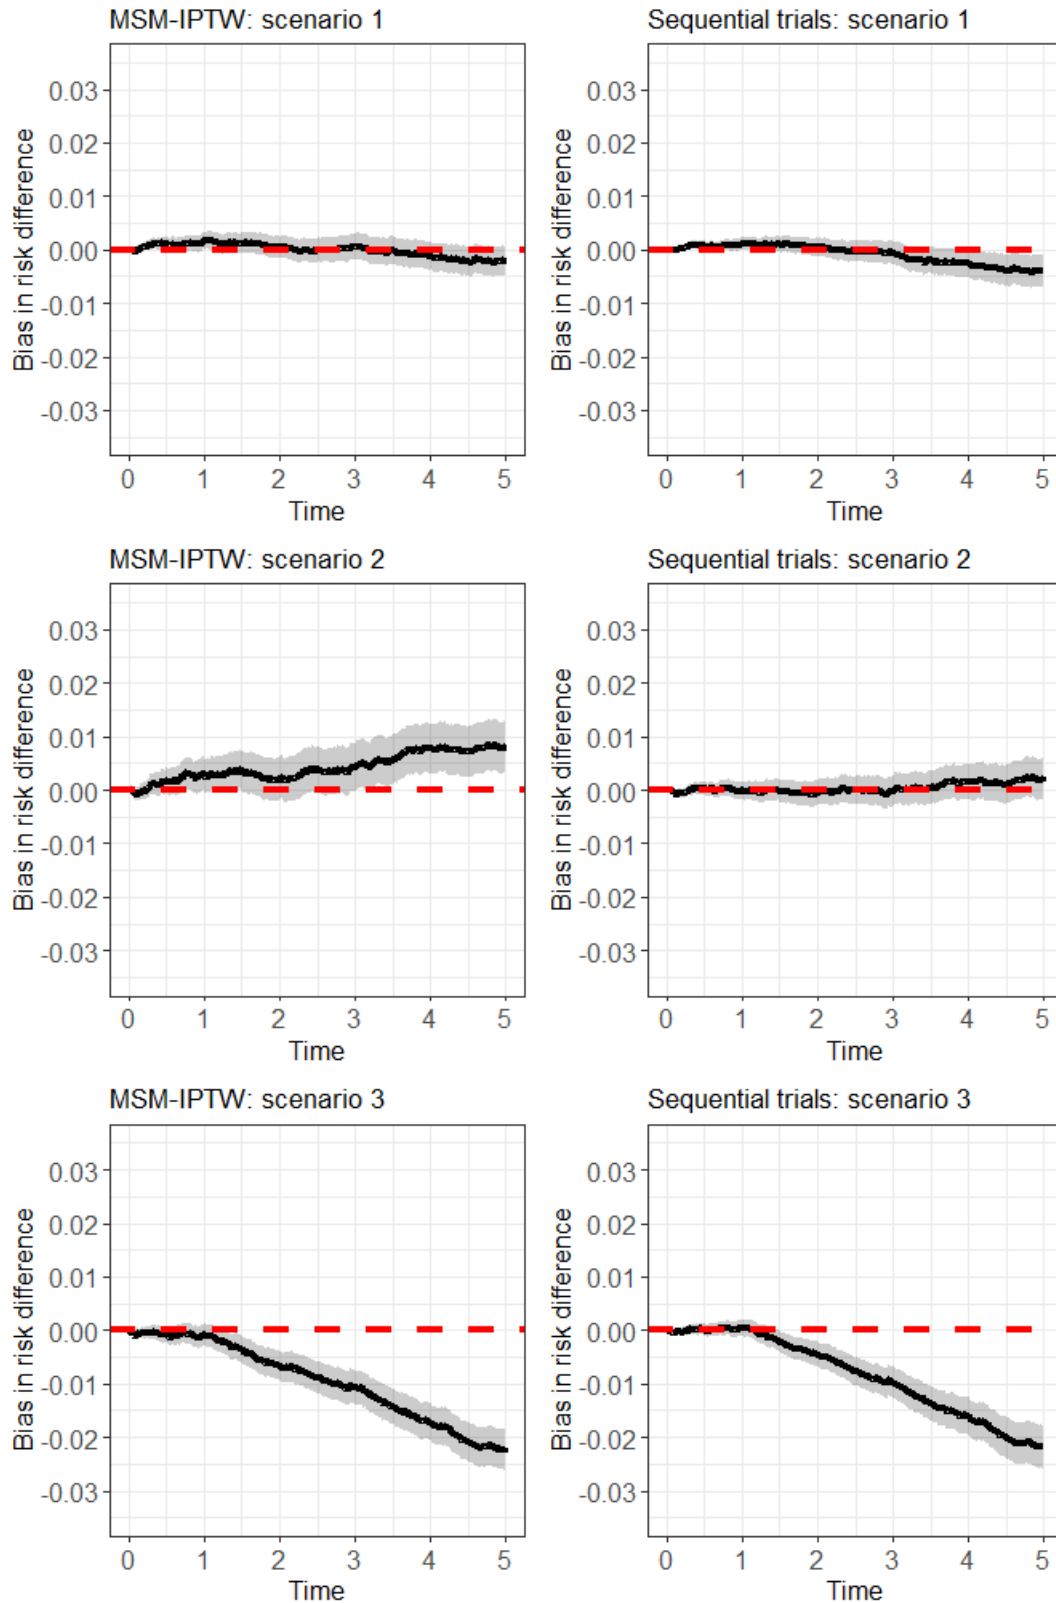 MSM-IPTW: scenario 1
Bias in risk difference
0.03
0.02
0.01
0.00
-0.01
-0.02
-0.03
0 1 2 3 4 5
Time
Sequential trials: scenario 1
Bias in risk difference
0.03
0.02
0.01
0.00
-0.01
-0.02
-0.03
0 1 2 3 4 5
Time
MSM-IPTW: scenario 2
Bias in risk difference
0.03
0.02
0.01
0.00
-0.01
-0.02
-0.03
0 1 2 3 4 5
Time
Sequential trials: scenario 2
Bias in risk difference
0.03
0.02
0.01
0.00
-0.01
-0.02
-0.03
0 1 2 3 4 5
Time
MSM-IPTW: scenario 3
Bias in risk difference
0.03
0.02
0.01
0.00
-0.01
-0.02
-0.03
0 1 2 3 4 5
Time
Sequential trials: scenario 3
Bias in risk difference
0.03
0.02
0.01
0.00
-0.01
-0.02
-0.03
0 1 2 3 4 5
Time